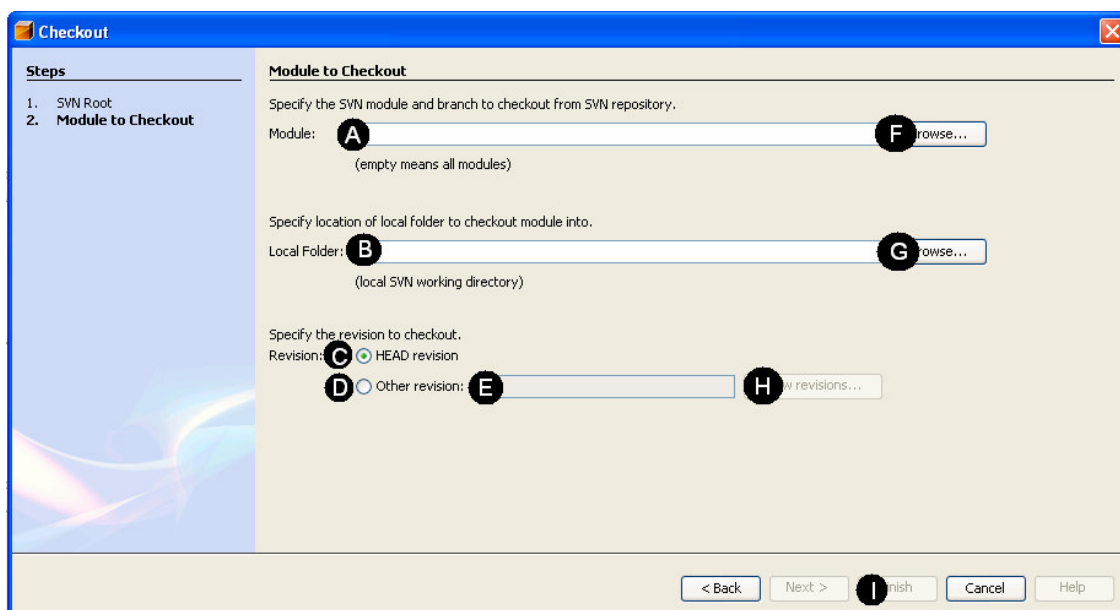 Checkout
Steps
1. SVN Root
2. Module to Checkout
Module to Checkout
Specify the SVN module and branch to checkout from SVN repository.
Module: A F rowse...
(empty means all modules)
Specify location of local folder to checkout module into.
Local Folder: B G rowse...
(local SVN working directory)
Specify the revision to checkout.
Revision: C HEAD revision
D Other revision: E H w revisions...
< Back Next > I nish Cancel Help